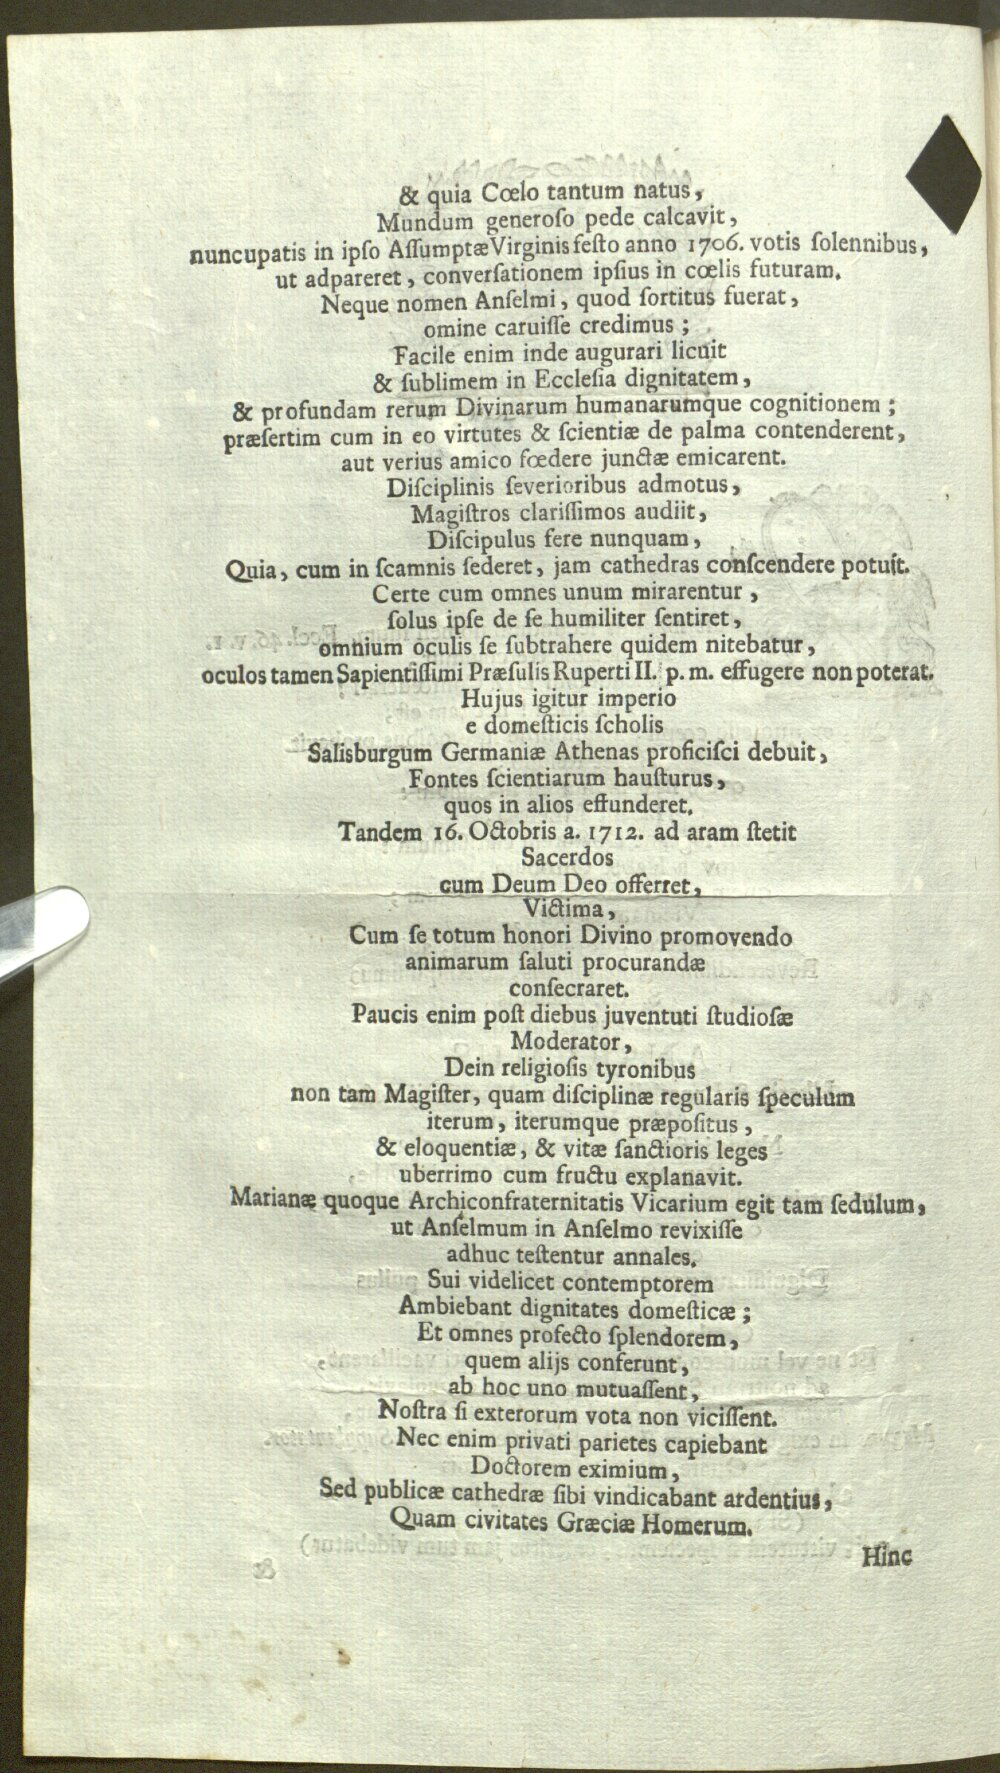 & quia Cœlo tantum natus,
Mundum generoſo pede calcavit,
nuncupatis in ipſo Aſſumptæ Virginis feſto anno 1706. votis ſolennibus,
ut adpareret, converſationem ipſius in cœlis futuram.
Neque nomen Anſelmi, quod ſortitus fuerat,
omine caruiſſe credimus;
Facile enim inde augurari licuit
& ſublimem in Eccleſia dignitatem,
& profundam rerum Divinarum humanarumque cognitionem;
præſertim cum in eo virtutes & ſcientiæ de palma contenderent,
aut verius amico fœdere junctæ emicarent.
Diſciplinis ſeverioribus admotus,
Magiſtros clariſſimos audiit,
Diſcipulus fere nunquam,
Quia, cum in ſcamnis ſederet, jam cathedras conſcendere potuit.
Certe cum omnes unum mirarentur,
ſolus ipſe de ſe humiliter ſentiret,
omnium oculis ſe ſubtrahere quidem nitebatur,
oculos tamen Sapientiſſimi Præſulis Ruperti II. p. m. effugere non poterat.
Hujus igitur imperio
e domeſticis ſcholis
Salisburgum Germaniæ Athenas proficiſci debuit,
Fontes ſcientiarum hauſturus,
quos in alios effunderet.
Tandem 16. Octobris a. 1712. ad aram ſtetit
Sacerdos
cum Deum Deo offerret,
Victima,
Cum ſe totum honori Divino promovendo
animarum ſaluti procurandæ
conſecraret.
Paucis enim poſt diebus juventuti ſtudioſæ
Moderator,
Dein religioſis tyronibus
non tam Magiſter, quam diſciplinæ regularis ſpeculum
iterum, iterumque præpoſitus,
& eloquentiæ, & vitæ ſanctioris leges
uberrimo cum fructu explanavit.
Marianæ quoque Archiconfraternitatis Vicarium egit tam ſedulum,
ut Anſelmum in Anſelmo revixiſſe
adhuc teſtentur annales.
Sui videlicet contemptorem
Ambiebant dignitates domeſticæ;
Et omnes profecto ſplendorem,
quem alijs conferunt,
ab hoc uno mutuaſſent,
Noſtra ſi exterorum vota non viciſſent.
Nec enim privati parietes capiebant
Doctorem eximium,
Sed publicæ cathedræ ſibi vindicabant ardentius,
Quam civitates Græciæ Homerum.
Hinc